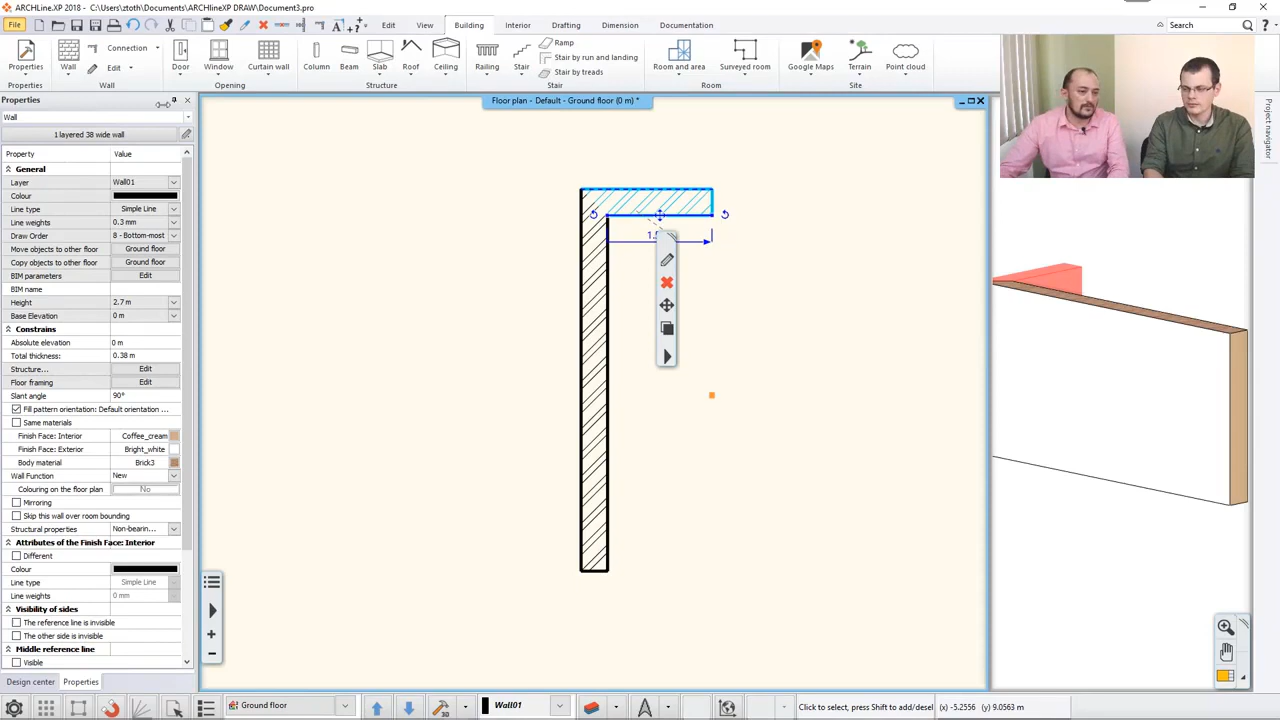 ARCHLine.XP 2018 - C:\Users\ztoth\Documents\ARCHline.XP DRAW\Document3.pro
File
Edit View Building Interior Drafting Dimension Documentation Search
Properties Wall Connection Edit Door Window Curtain wall Column Beam Slab Roof Ceiling Railing Stair Ramp Stair by run and landing Stair by treads Room and area Surveyed room Google Maps Terrain Point cloud
Properties Wall Opening Structure Stair Room Site
Properties
Floor plan - Default - Ground floor (0 m) *
Project navigator
Wall
1 layered 38 wide wall
Property Value
General
Layer Wall01
Colour
Line type Simple Line
Line weights 0.3 mm
Draw Order 8 - Bottom-most
Move objects to other floor Ground floor
Copy objects to other floor Ground floor
BIM parameters Edit
BIM name
Height 2.7 m
Base Elevation 0 m
Constrains
Absolute elevation 0 m
Total thickness: 0.38 m
Structure... Edit
Floor framing Edit
Slant angle 90°
Fill pattern orientation: Default orientation ...
Same materials
Finish Face: Interior Coffee_cream
Finish Face: Exterior Bright_white
Body material Brick3
Wall Function New
Colouring on the floor plan No
Mirroring
Skip this wall over room bounding
Structural properties Non-bearin...
Attributes of the Finish Face: Interior
Different
Colour
Line type Simple Line
Line weights 0 mm
Visibility of sides
The reference line is invisible
The other side is invisible
Middle reference line
Visible
Design center Properties
Ground floor Wall01 Click to select, press Shift to add/desel (x) -5.2556 (y) 9.0563 m